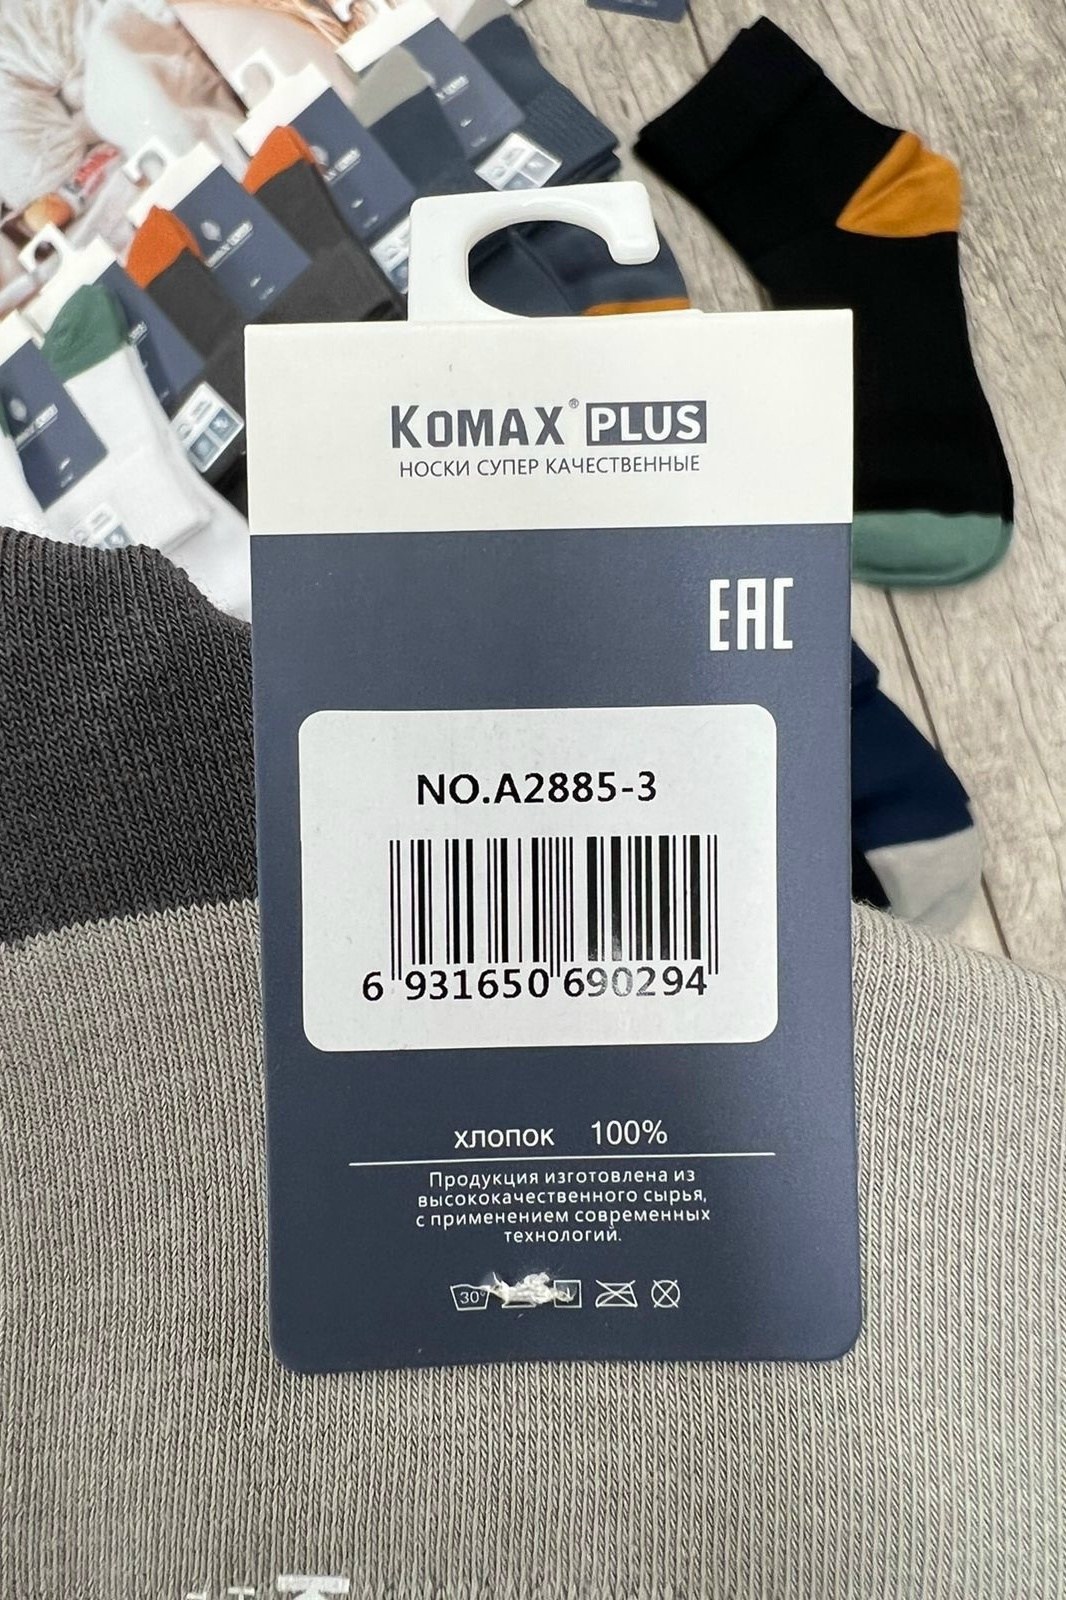 KOMAX® PLUS
НОСКИ СУПЕР КАЧЕСТВЕННЫЕ
EAC
NO.A2885-3
6 931650 690294
ХЛОПОК 100%
Продукция изготовлена из
высококачественного сырья,
с применением современных
технологий.
30°